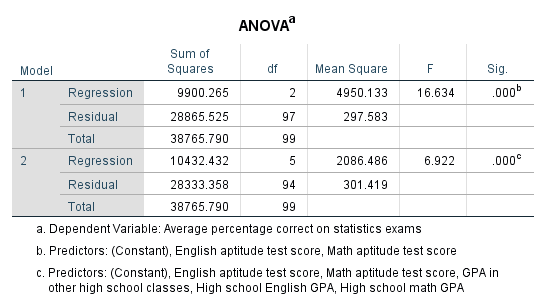 ANOVAa
Model Sum of Squares df Mean Square F Sig.
1 Regression 9900.265 2 4950.133 16.634 .000b
Residual 28865.525 97 297.583
Total 38765.790 99
2 Regression 10432.432 5 2086.486 6.922 .000c
Residual 28333.358 94 301.419
Total 38765.790 99
a. Dependent Variable: Average percentage correct on statistics exams
b. Predictors: (Constant), English aptitude test score, Math aptitude test score
c. Predictors: (Constant), English aptitude test score, Math aptitude test score, GPA in
other high school classes, High school English GPA, High school math GPA